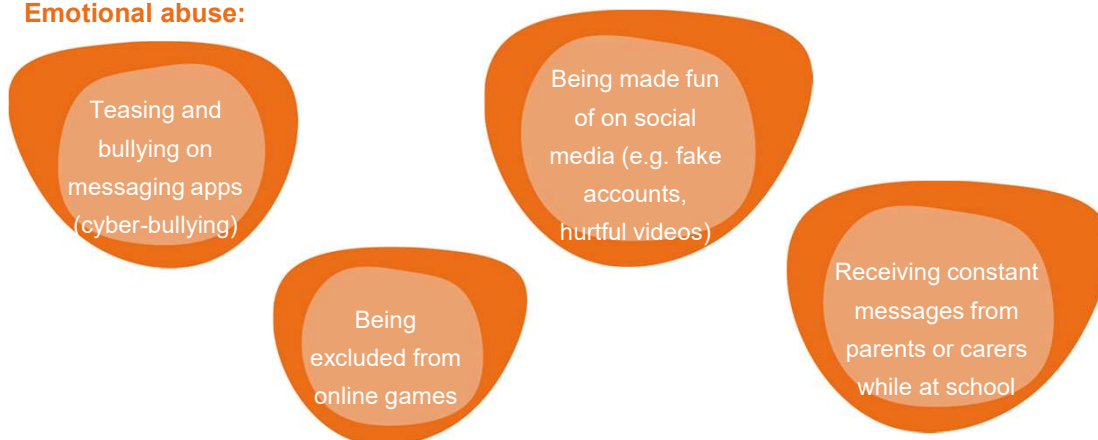 Emotional abuse:
Teasing and
bullying on
messaging apps
(cyber-bullying)
Being made fun
of on social
media (e.g. fake
accounts,
hurtful videos)
Being
excluded from
online games
Receiving constant
messages from
parents or carers
while at school